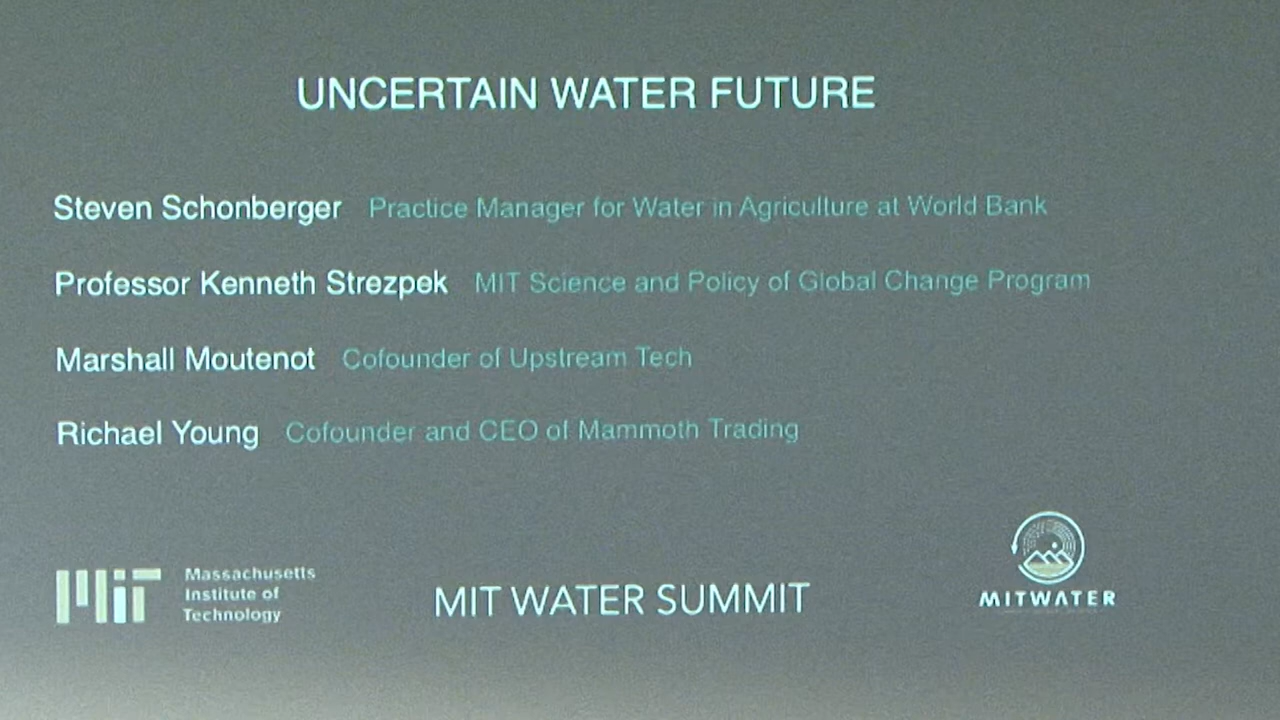 UNCERTAIN WATER FUTURE
Steven Schonberger Practice Manager for Water in Agriculture at World Bank
Professor Kenneth Strezpek MIT Science and Policy of Global Change Program
Marshall Moutenot Cofounder of Upstream Tech
Richael Young Cofounder and CEO of Mammoth Trading
MIT
Massachusetts
Institute of
Technology
MIT WATER SUMMIT
MITWATER